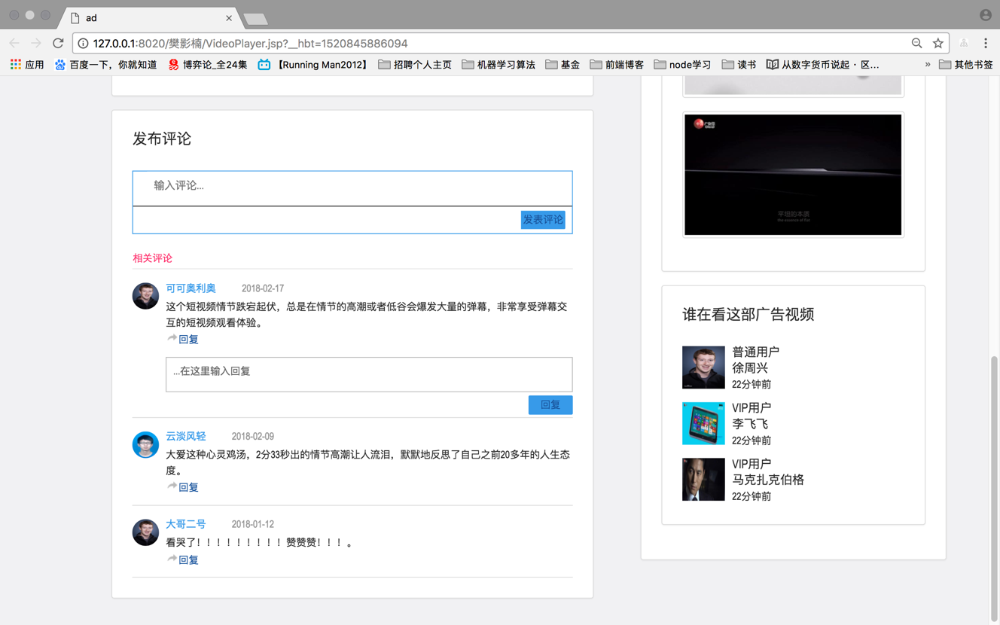 ad
127.0.0.1:8020/樊影楠/VideoPlayer.jsp?__hbt=1520845886094
应用 百度一下，你就知道 博弈论_全24集 【Running Man2012】 招聘个人主页 机器学习算法 基金 前端博客 node学习 读书 从数字货币说起 · 区... » 其他书签
发布评论
输入评论...
发表评论
相关评论
可可奥利奥 2018-02-17
这个短视频情节跌宕起伏，总是在情节的高潮或者低谷会爆发大量的弹幕，非常享受弹幕交
互的短视频观看体验。
回复
...在这里输入回复
回复
云淡风轻 2018-02-09
大爱这种心灵鸡汤，2分33秒出的情节高潮让人流泪，默默地反思了自己之前20多年的人生态
度。
回复
大哥二号 2018-01-12
看哭了！！！！！！！！！赞赞赞！！！。
回复
平坦的本质
the essence of flat
谁在看这部广告视频
普通用户
徐周兴
22分钟前
VIP用户
李飞飞
22分钟前
VIP用户
马克扎克伯格
22分钟前